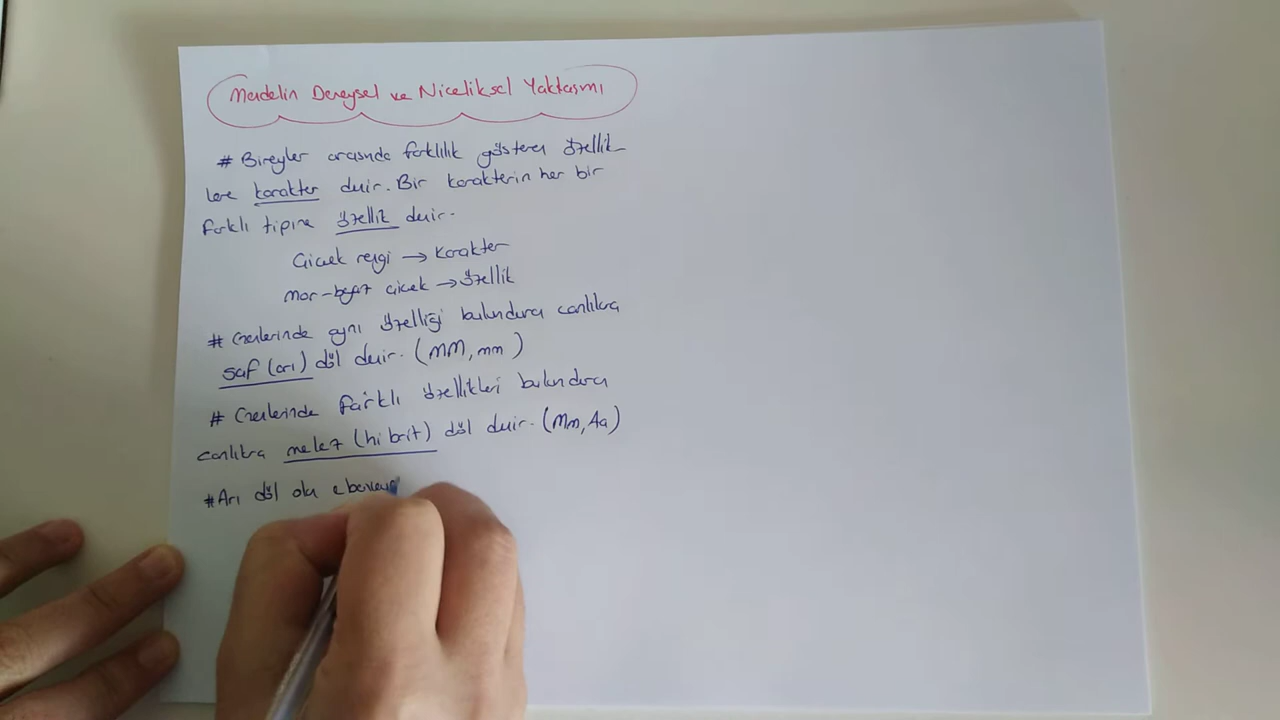 Mendelin Deneysel ve Niceliksel Yaklaşımı
# Bireyler arasında farklılık gösteren özellik
lere karakter denir. Bir karakterin her bir
farklı tipine özellik denir.
Çiçek rengi → Karakter
Mor-beyaz çiçek → özellik
# Genlerinde aynı özelliği bulunduran canlılara
saf (arı) döl denir. (MM, mm)
# Genlerinde farklı özellikleri bulunduran
canlılara melez (hibrit) döl denir. (Mm, Aa)
# Arı döl olan ebeveyn